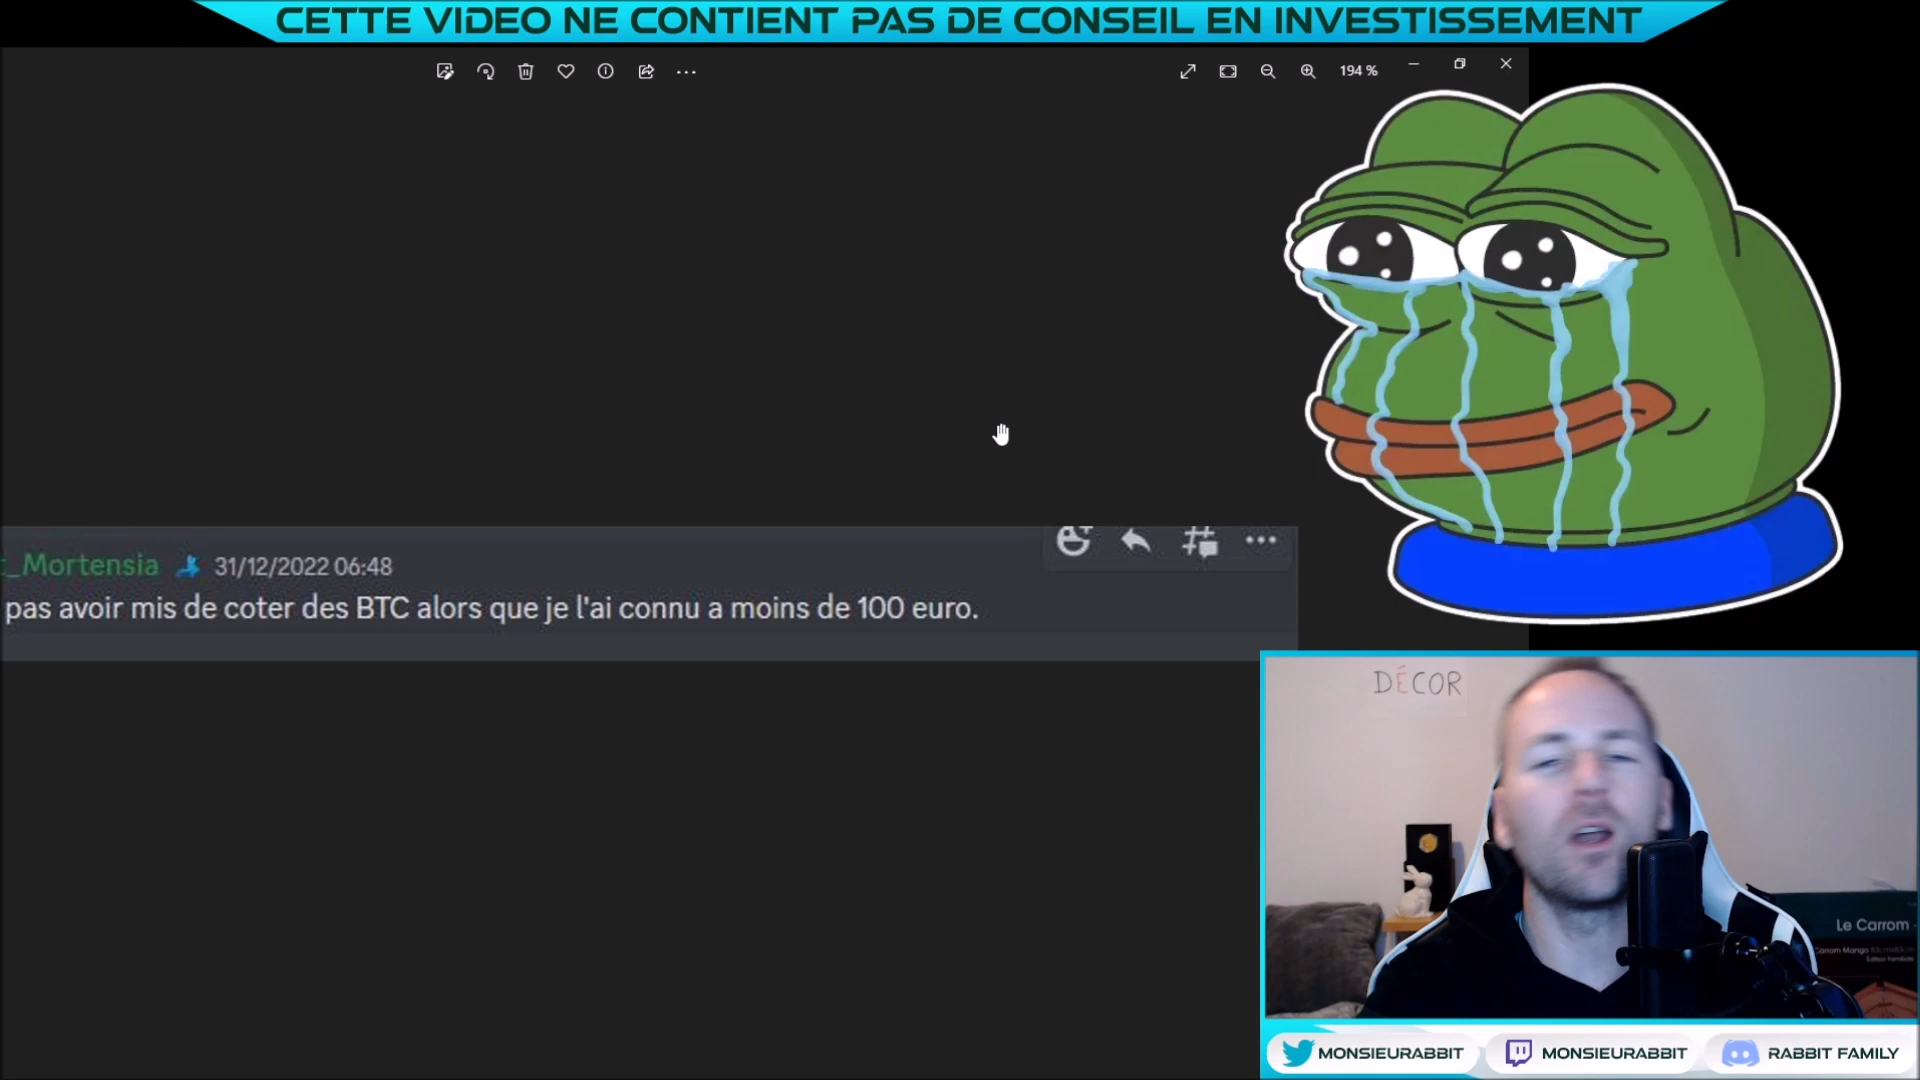 CETTE VIDEO NE CONTIENT PAS DE CONSEIL EN INVESTISSEMENT
194 %
_Mortensia 31/12/2022 06:48
pas avoir mis de coter des BTC alors que je l'ai connu a moins de 100 euro.
DÉCOR
Le Carrom
MONSIEURABBIT
MONSIEURABBIT
RABBIT FAMILY